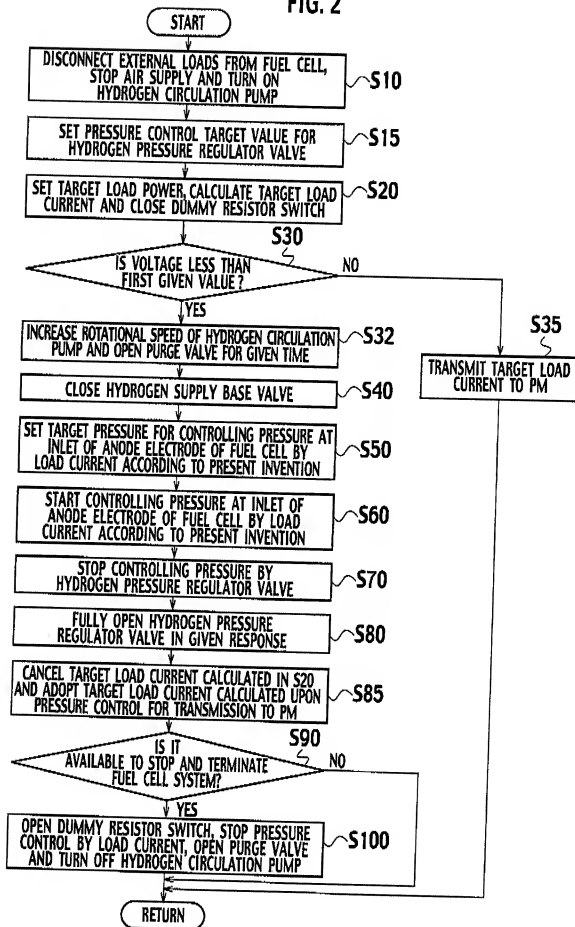 FIG. 2
START
DISCONNECT EXTERNAL LOADS FROM FUEL CELL,
STOP AIR SUPPLY AND TURN ON
HYDROGEN CIRCULATION PUMP
S10
SET PRESSURE CONTROL TARGET VALUE FOR
HYDROGEN PRESSURE REGULATOR VALVE
S15
SET TARGET LOAD POWER, CALCULATE TARGET LOAD
CURRENT AND CLOSE DUMMY RESISTOR SWITCH
S20
S30
IS VOLTAGE LESS THAN
FIRST GIVEN VALUE?
NO
YES
S35
TRANSMIT TARGET LOAD
CURRENT TO PM
INCREASE ROTATIONAL SPEED OF HYDROGEN CIRCULATION
PUMP AND OPEN PURGE VALVE FOR GIVEN TIME
S32
CLOSE HYDROGEN SUPPLY BASE VALVE
S40
SET TARGET PRESSURE FOR CONTROLLING PRESSURE AT
INLET OF ANODE ELECTRODE OF FUEL CELL BY
LOAD CURRENT ACCORDING TO PRESENT INVENTION
S50
START CONTROLLING PRESSURE AT INLET OF
ANODE ELECTRODE OF FUEL CELL BY LOAD
CURRENT ACCORDING TO PRESENT INVENTION
S60
STOP CONTROLLING PRESSURE BY
HYDROGEN PRESSURE REGULATOR VALVE
S70
FULLY OPEN HYDROGEN PRESSURE
REGULATOR VALVE IN GIVEN RESPONSE
S80
CANCEL TARGET LOAD CURRENT CALCULATED IN S20
AND ADOPT TARGET LOAD CURRENT CALCULATED UPON
PRESSURE CONTROL FOR TRANSMISSION TO PM
S85
S90
IS IT
AVAILABLE TO STOP AND TERMINATE
FUEL CELL SYSTEM?
NO
YES
OPEN DUMMY RESISTOR SWITCH, STOP PRESSURE
CONTROL BY LOAD CURRENT, OPEN PURGE VALVE
AND TURN OFF HYDROGEN CIRCULATION PUMP
S100
RETURN